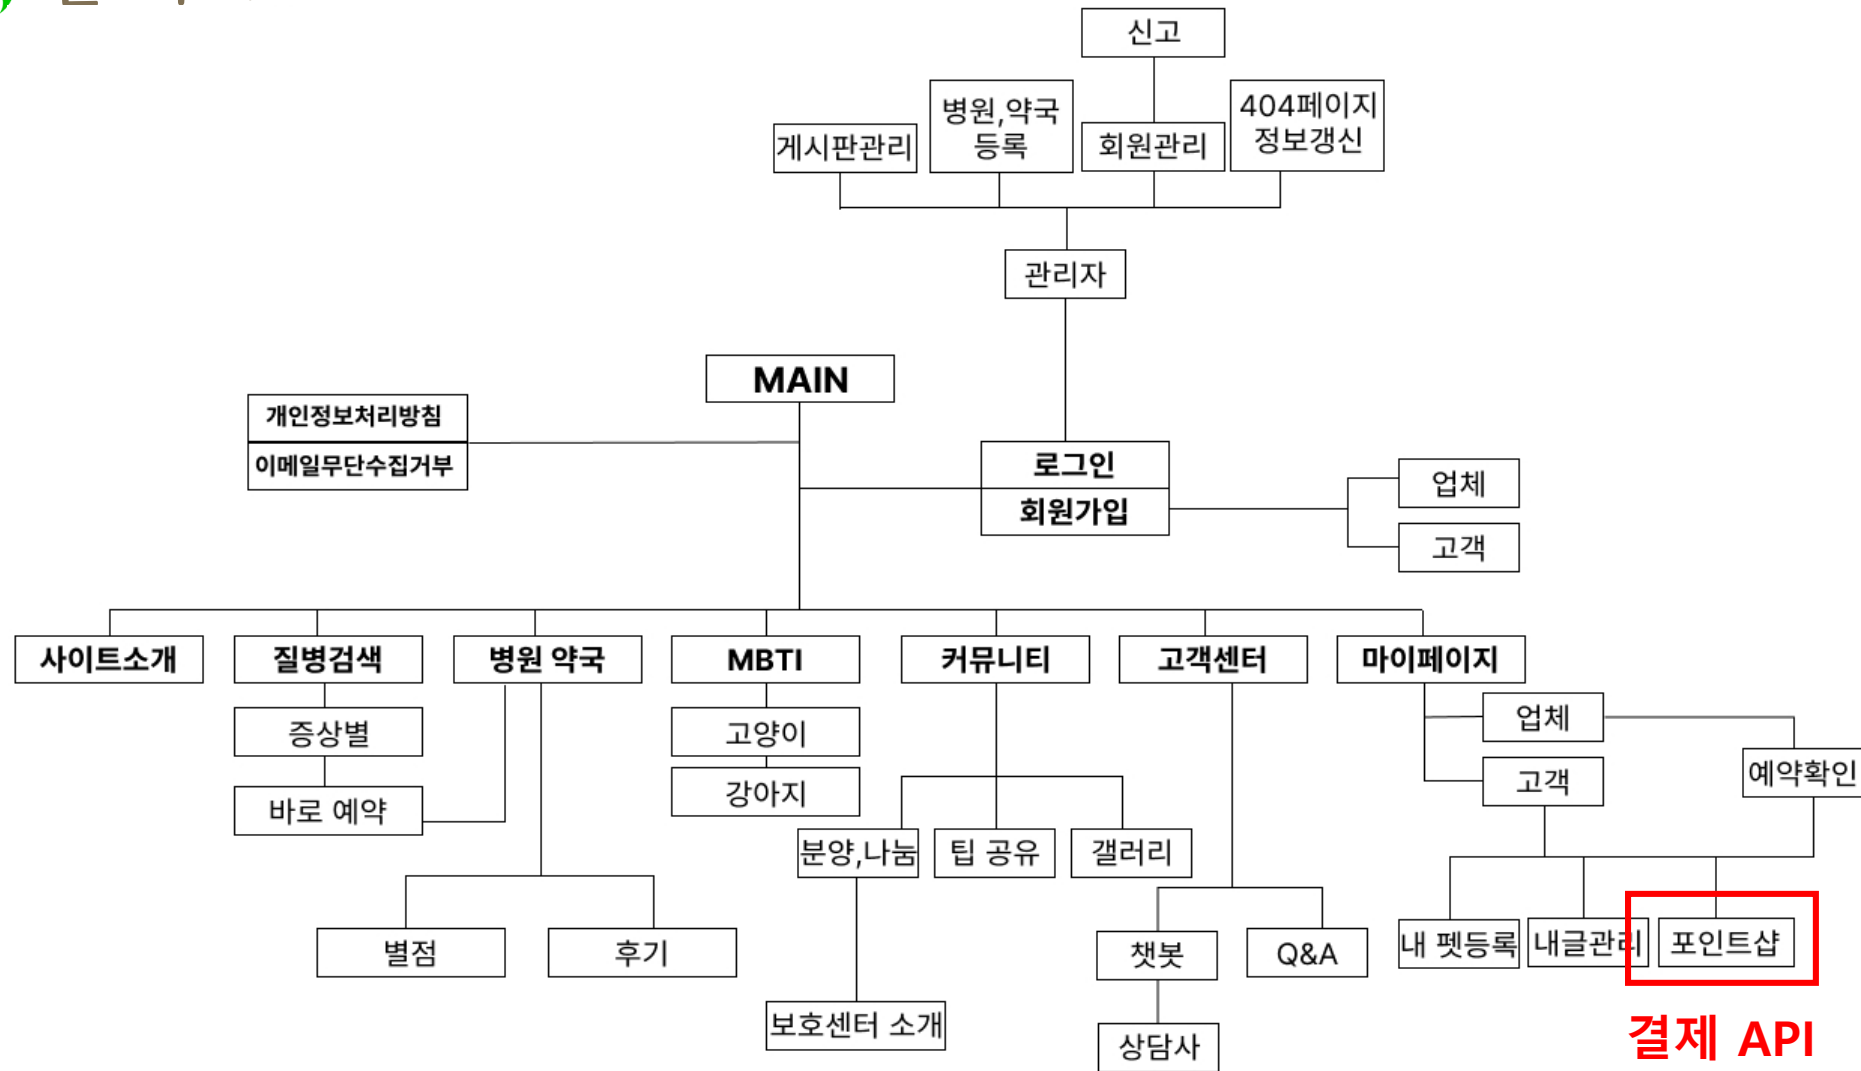 신고
게시판관리
병원,약국
등록
회원관리
404페이지
정보갱신
관리자
MAIN
개인정보처리방침
이메일무단수집거부
로그인
회원가입
업체
고객
사이트소개
질병검색
병원 약국
MBTI
커뮤니티
고객센터
마이페이지
증상별
바로 예약
고양이
강아지
업체
고객
예약확인
분양,나눔
팁 공유
갤러리
별점
후기
챗봇
Q&A
내 펫등록
내글관리
포인트샵
보호센터 소개
상담사
결제 API